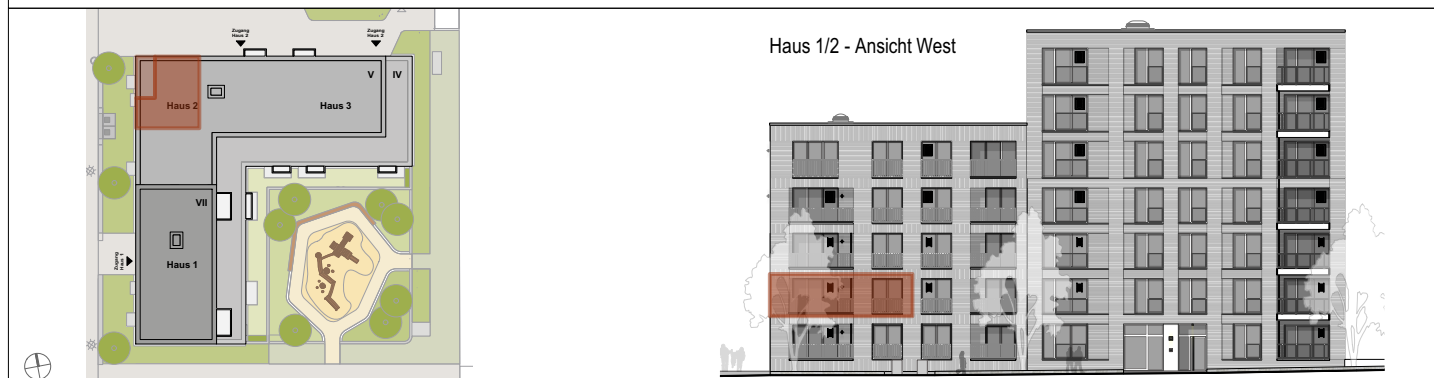 Zugang
Haus 2
Zugang
Haus 2
V
IV
Haus 2
Haus 3
VII
Haus 1
Zugang
Haus 1
Haus 1/2 - Ansicht West